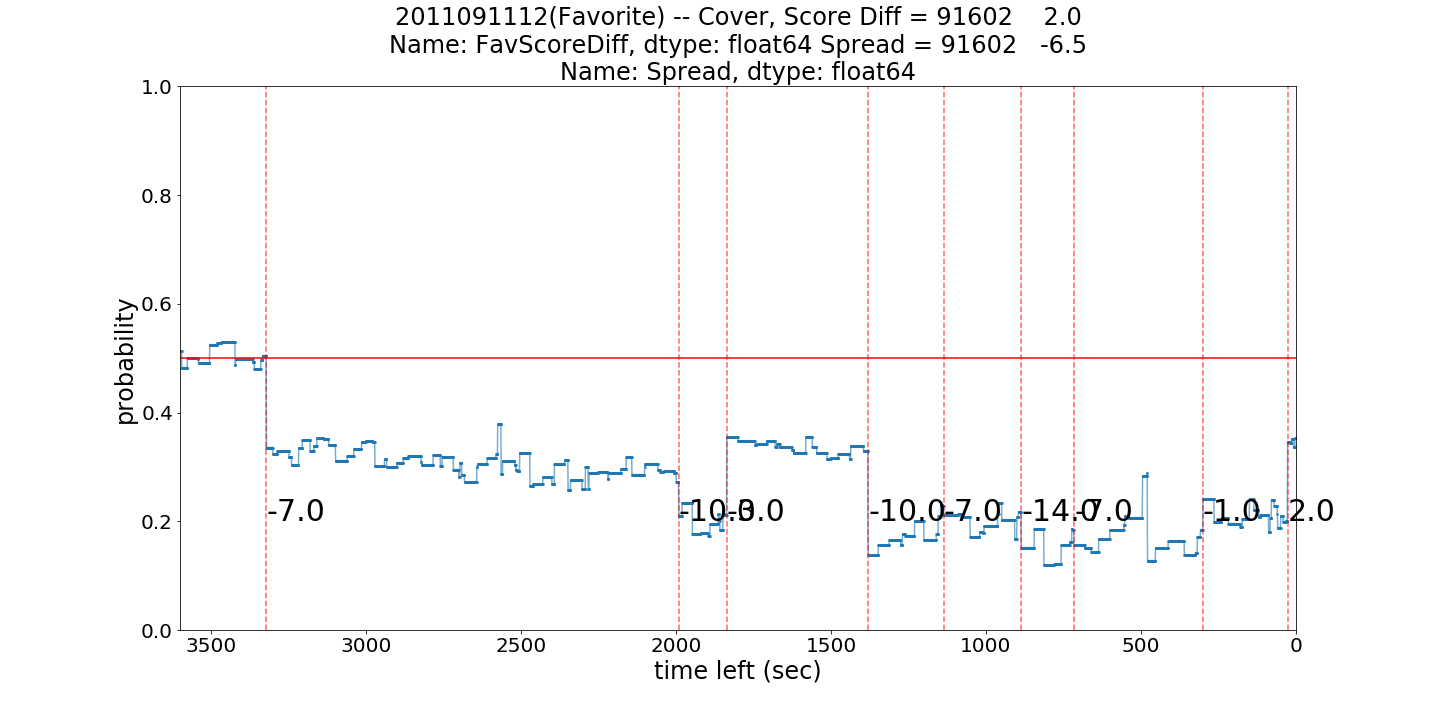 2011091112(Favorite) -- Cover, Score Diff = 91602    2.0
Name: FavScoreDiff, dtype: float64 Spread = 91602   -6.5
Name: Spread, dtype: float64
1.0
0.8
0.6
0.4
0.2
0.0
probability
-7.0
-10.0
-3.0
-10.0
-7.0
-14.0
-7.0
-1.0
2.0
3500 3000 2500 2000 1500 1000 500 0
time left (sec)